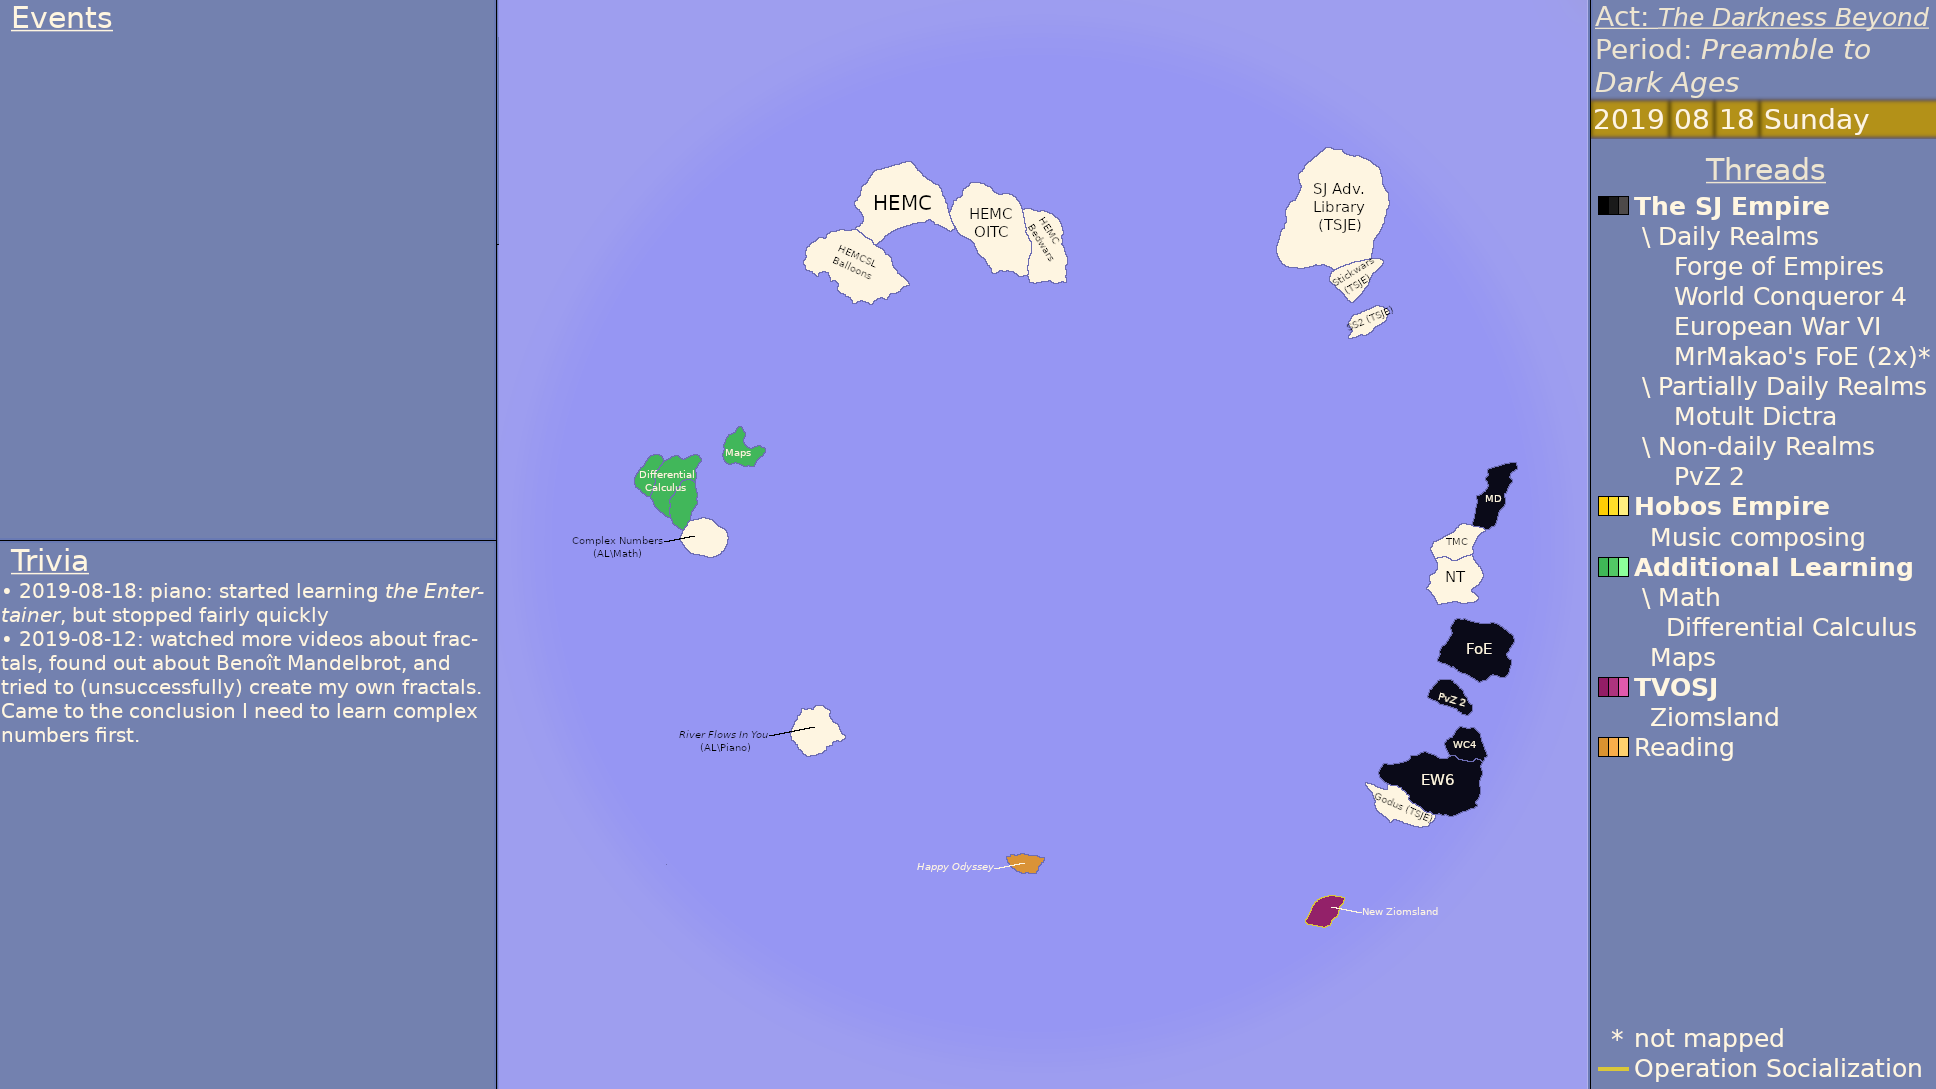 Events
Trivia
• 2019-08-18: piano: started learning the Enter-
tainer, but stopped fairly quickly
• 2019-08-12: watched more videos about frac-
tals, found out about Benoît Mandelbrot, and
tried to (unsuccessfully) create my own fractals.
Came to the conclusion I need to learn complex
numbers first.
HEMC
HEMC
OITC
HEMC
Bedwars
HEMCSL
Balloons
SJ Adv.
Library
(TSJE)
Stickwars
(TSJE)
SS2 (TSJE)
Maps
Differential
Calculus
Complex Numbers
(AL\Math)
MD
TMC
NT
FoE
PvZ 2
WC4
EW6
Godus (TSJE)
River Flows In You
(AL\Piano)
Happy Odyssey
New Ziomsland
Act: The Darkness Beyond
Period: Preamble to
Dark Ages
2019 08 18 Sunday
Threads
The SJ Empire
\ Daily Realms
Forge of Empires
World Conqueror 4
European War VI
MrMakao's FoE (2x)*
\ Partially Daily Realms
Motult Dictra
\ Non-daily Realms
PvZ 2
Hobos Empire
Music composing
Additional Learning
\ Math
Differential Calculus
Maps
TVOSJ
Ziomsland
Reading
* not mapped
Operation Socialization